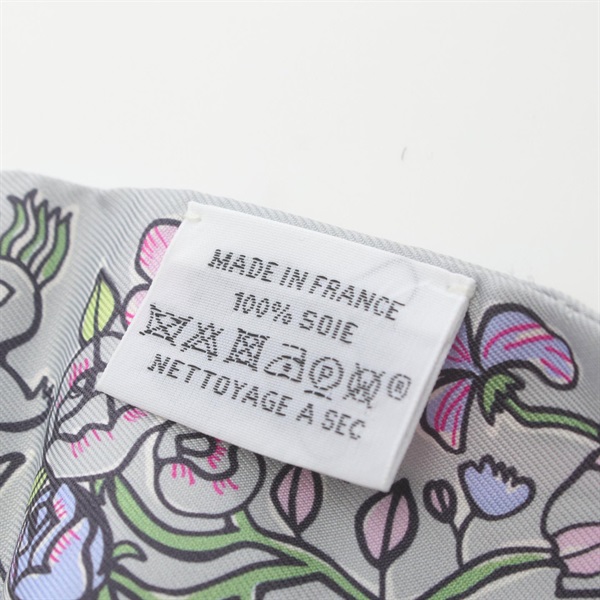 MADE IN FRANCE
100% SOIE
NETTOYAGE A SEC